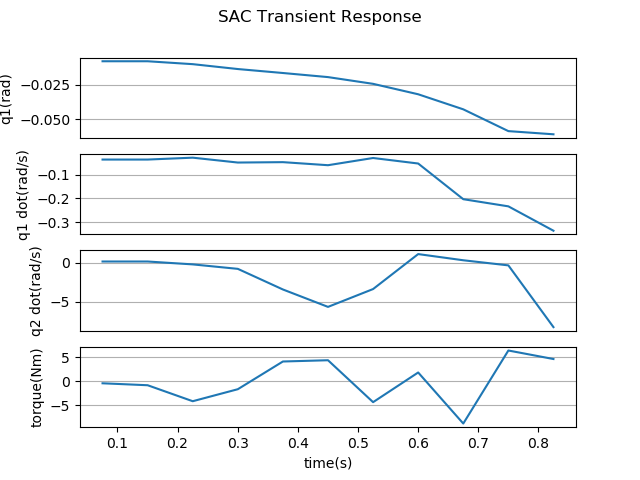 SAC Transient Response
q1(rad)
−0.025
−0.050
q1 dot(rad/s)
−0.1
−0.2
−0.3
q2 dot(rad/s)
0
−5
torque(Nm)
5
0
−5
0.1 0.2 0.3 0.4 0.5 0.6 0.7 0.8
time(s)